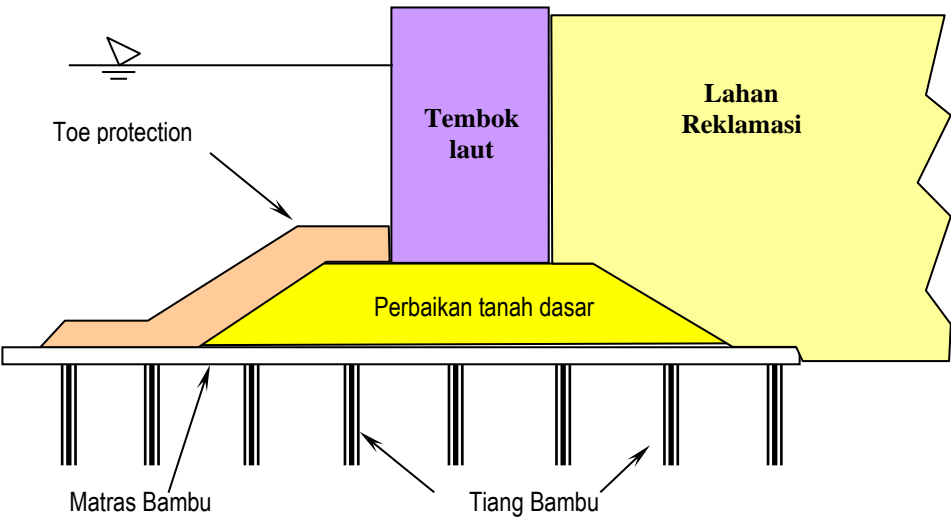 Tembok
laut
Lahan
Reklamasi
Toe protection
Perbaikan tanah dasar
Matras Bambu
Tiang Bambu